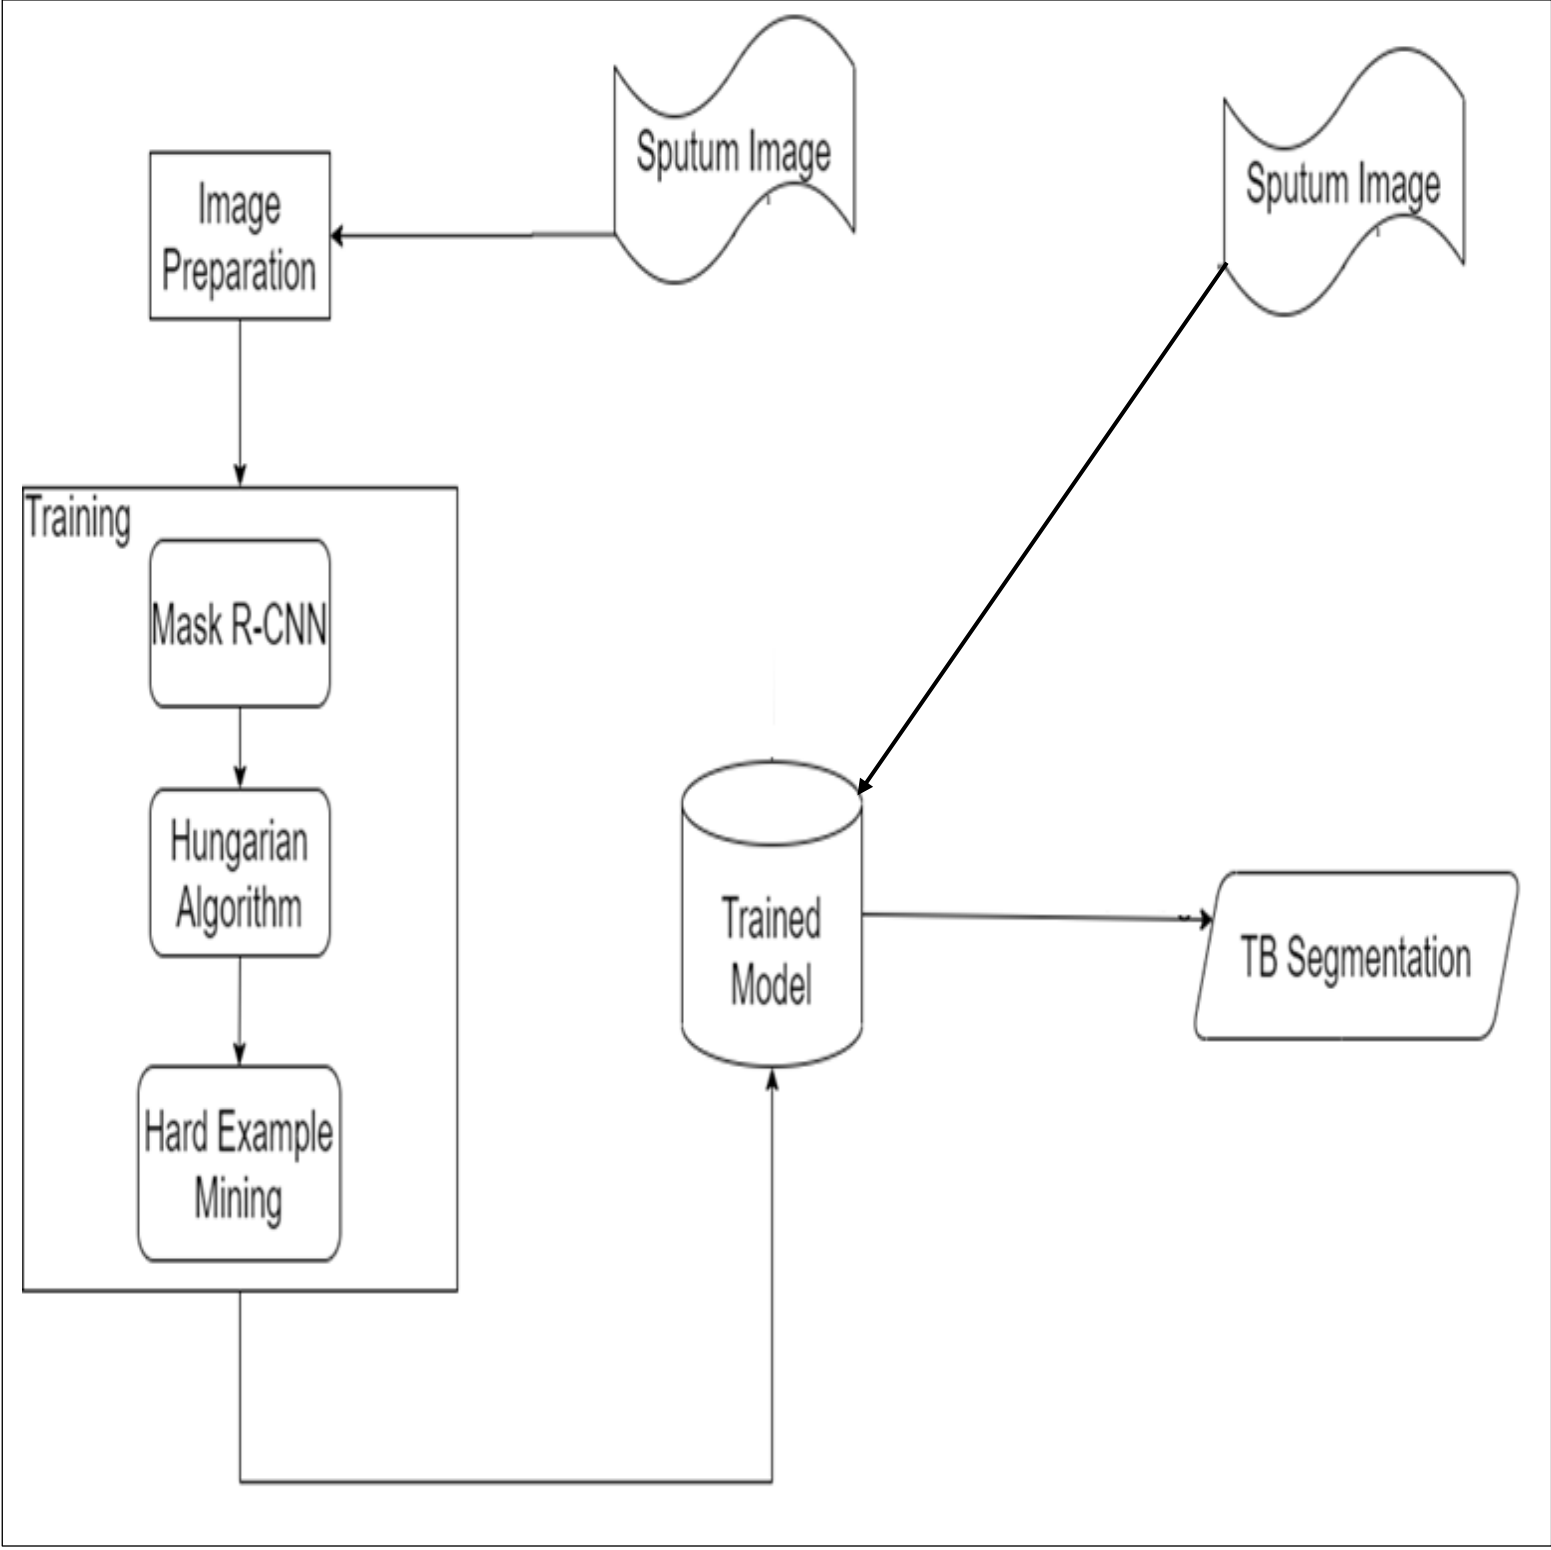 Sputum Image
Sputum Image
Image
Preparation
Training
Mask R-CNN
Hungarian
Algorithm
Hard Example
Mining
Trained
Model
TB Segmentation